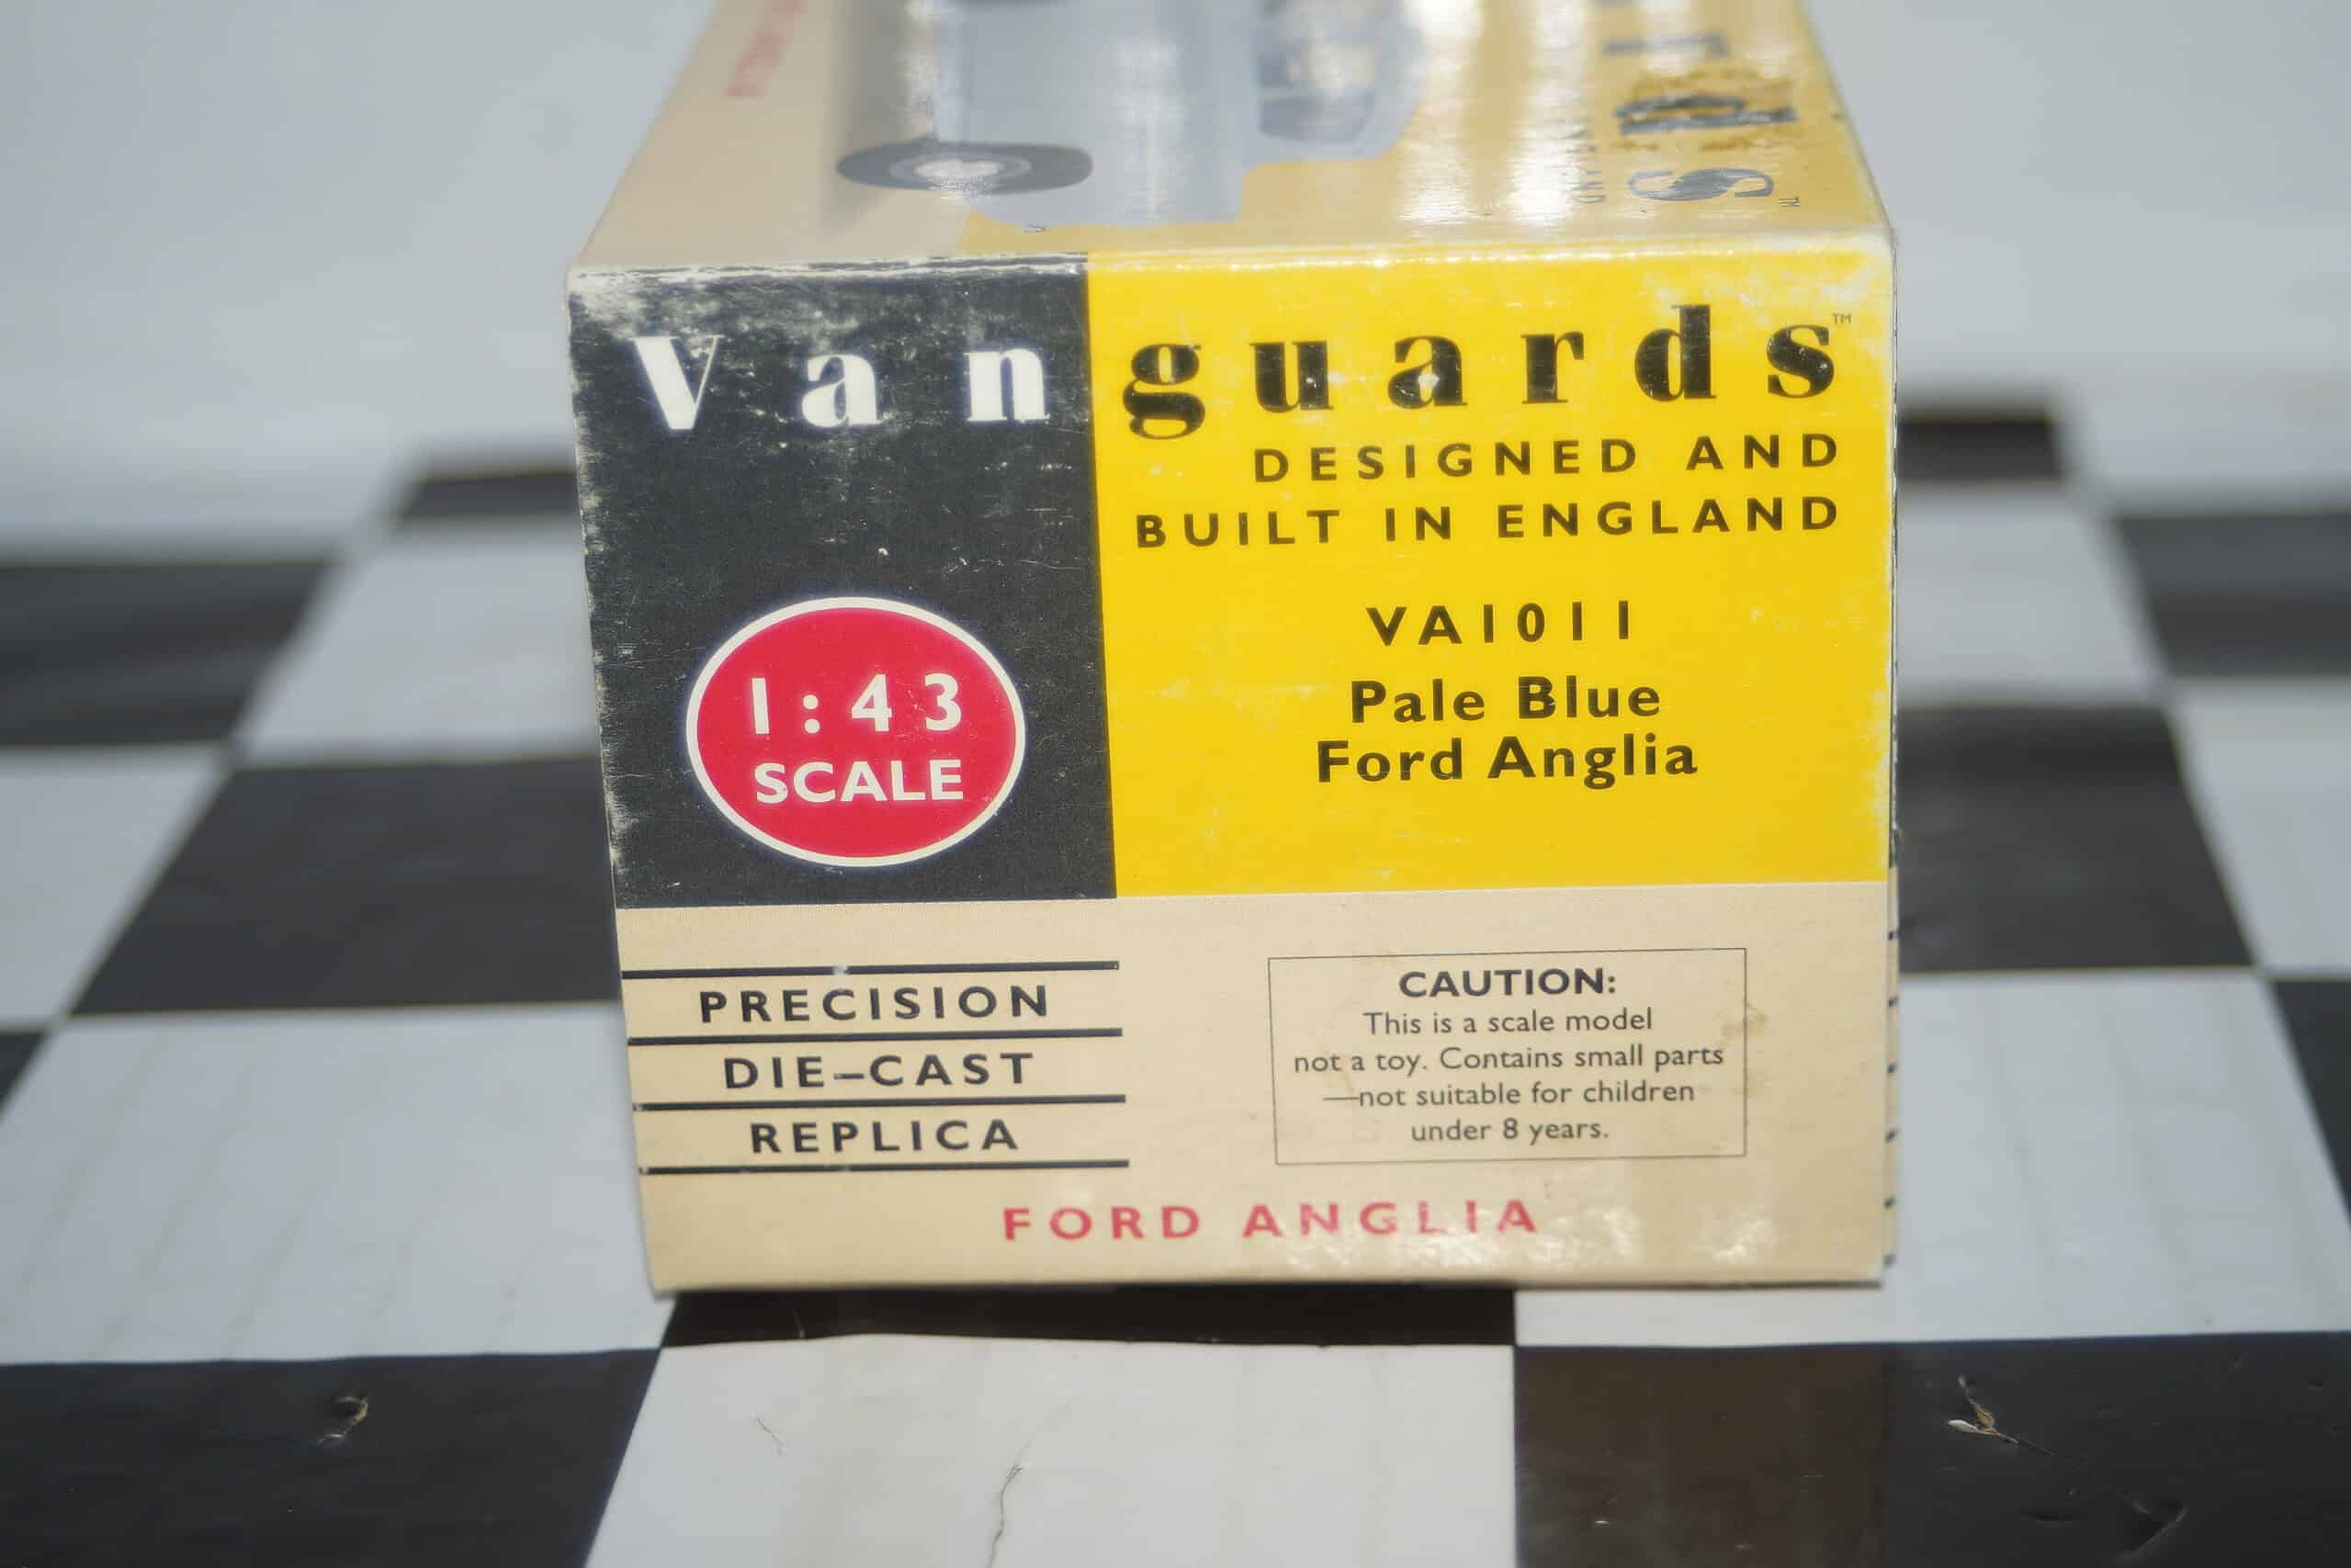 Vanguards™
DESIGNED AND
BUILT IN ENGLAND
VA1011
Pale Blue
Ford Anglia
1:43
SCALE
PRECISION
DIE–CAST
REPLICA
CAUTION:
This is a scale model
not a toy. Contains small parts
—not suitable for children
under 8 years.
FORD ANGLIA